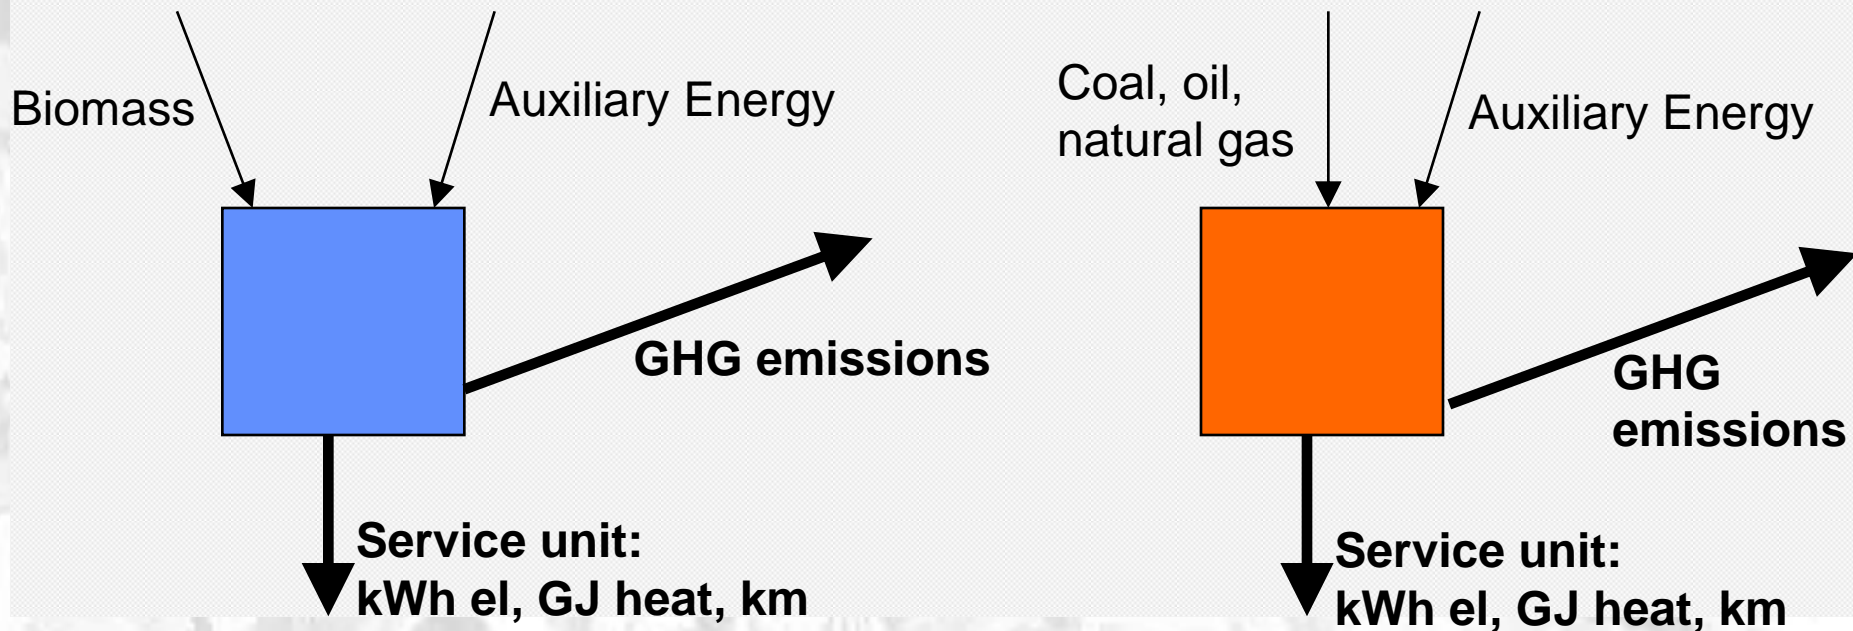 Biomass
Auxiliary Energy
GHG emissions
Service unit:
kWh el, GJ heat, km
Coal, oil,
natural gas
Auxiliary Energy
GHG
emissions
Service unit:
kWh el, GJ heat, km